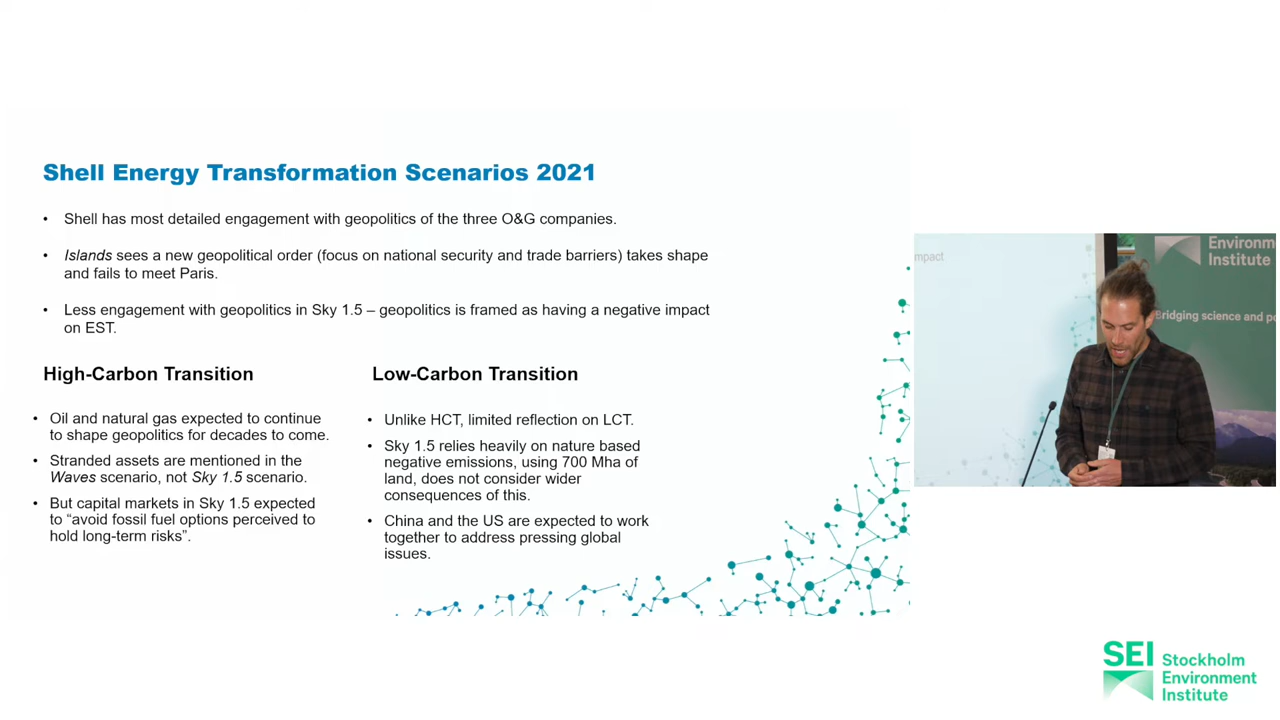 Shell Energy Transformation Scenarios 2021
• Shell has most detailed engagement with geopolitics of the three O&G companies.
• Islands sees a new geopolitical order (focus on national security and trade barriers) takes shape
and fails to meet Paris.
• Less engagement with geopolitics in Sky 1.5 – geopolitics is framed as having a negative impact
on EST.
High-Carbon Transition
• Oil and natural gas expected to continue
to shape geopolitics for decades to come.
• Stranded assets are mentioned in the
Waves scenario, not Sky 1.5 scenario.
• But capital markets in Sky 1.5 expected
to “avoid fossil fuel options perceived to
hold long-term risks”.
Low-Carbon Transition
• Unlike HCT, limited reflection on LCT.
• Sky 1.5 relies heavily on nature based
negative emissions, using 700 Mha of
land, does not consider wider
consequences of this.
• China and the US are expected to work
together to address pressing global
issues.
mpact
Environm
Institute
Bridging science and po
SEI Stockholm
Environment
Institute